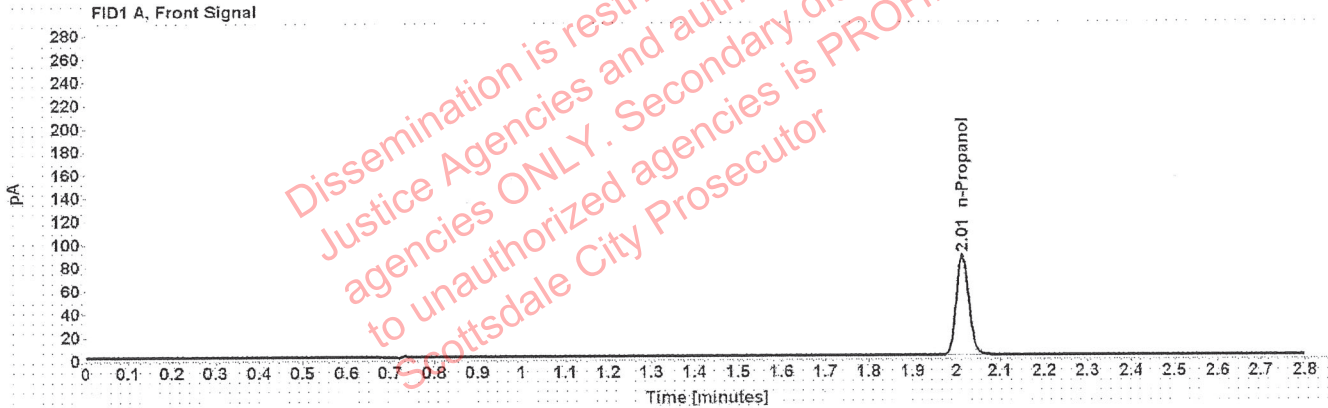 FID1 A, Front Signal
280
260
240
220
200
180
160
140
120
100
80
60
40
20
0
pA
2.01 n-Propanol
0 0.1 0.2 0.3 0.4 0.5 0.6 0.7 0.8 0.9 1 1.1 1.2 1.3 1.4 1.5 1.6 1.7 1.8 1.9 2 2.1 2.2 2.3 2.4 2.5 2.6 2.7 2.8
Time [minutes]
Dissemination is
Justice Agencies and
agencies ONLY. Secondary
to unauthorized agencies is
Scottsdale City Prosecutor